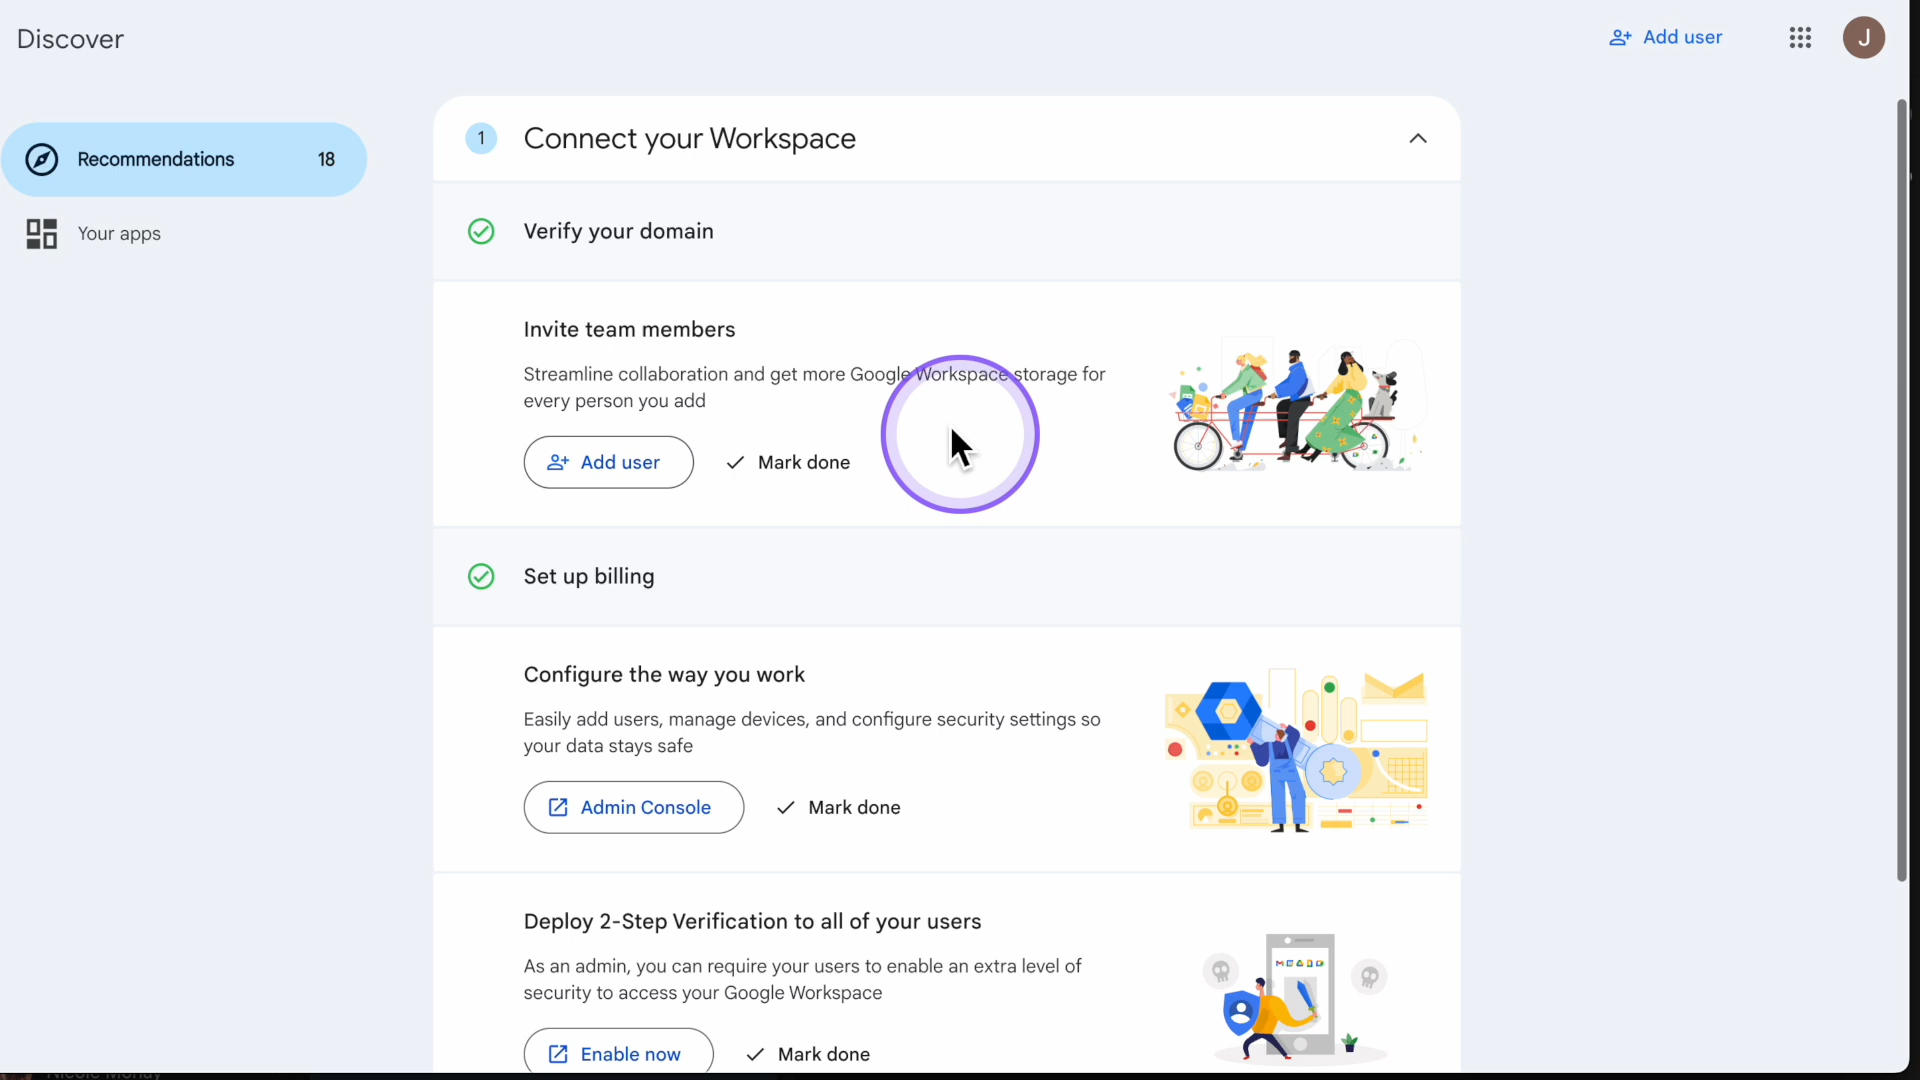 Discover
Add user
J
Recommendations 18
Your apps
1 Connect your Workspace
Verify your domain
Invite team members
Streamline collaboration and get more Google Workspace storage for
every person you add
Add user Mark done
Set up billing
Configure the way you work
Easily add users, manage devices, and configure security settings so
your data stays safe
Admin Console Mark done
Deploy 2-Step Verification to all of your users
As an admin, you can require your users to enable an extra level of
security to access your Google Workspace
Enable now Mark done